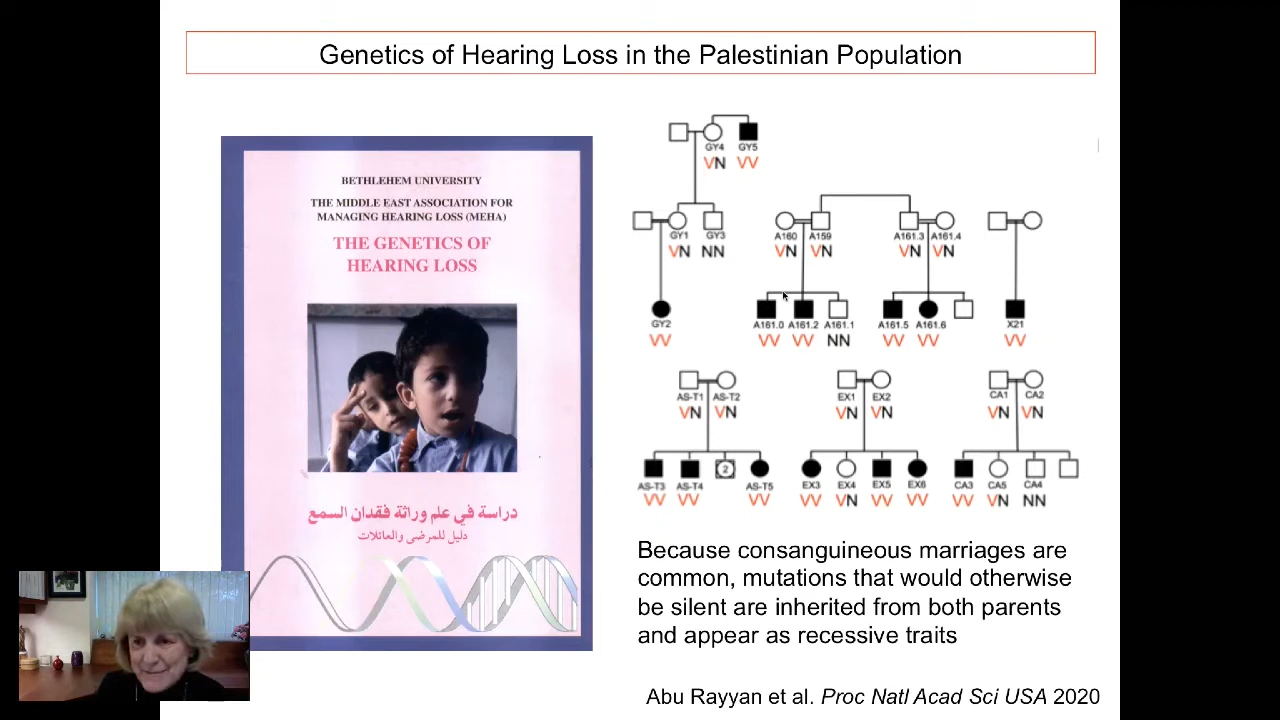 Genetics of Hearing Loss in the Palestinian Population
BETHLEHEM UNIVERSITY
THE MIDDLE EAST ASSOCIATION FOR
MANAGING HEARING LOSS (MEHA)
THE GENETICS OF
HEARING LOSS
دراسة في علم وراثة فقدان السمع
دليل للمرضى والعائلات
GY4 GY5
VN VV
GY1 GY3 A160 A159 A161.3 A161.4
VN NN VN VN VN VN
GY2 A161.0 A161.2 A161.1 A161.5 A161.6 X21
VV VV VV NN VV VV VV
AS-T1 AS-T2 EX1 EX2 CA1 CA2
VN VN VN VN VN VN
2
AS-T3 AS-T4 AS-T5 EX3 EX4 EX5 EX6 CA3 CA5 CA4
VV VV VV VV VN VV VV VV VN NN
Because consanguineous marriages are
common, mutations that would otherwise
be silent are inherited from both parents
and appear as recessive traits
Abu Rayyan et al. Proc Natl Acad Sci USA 2020